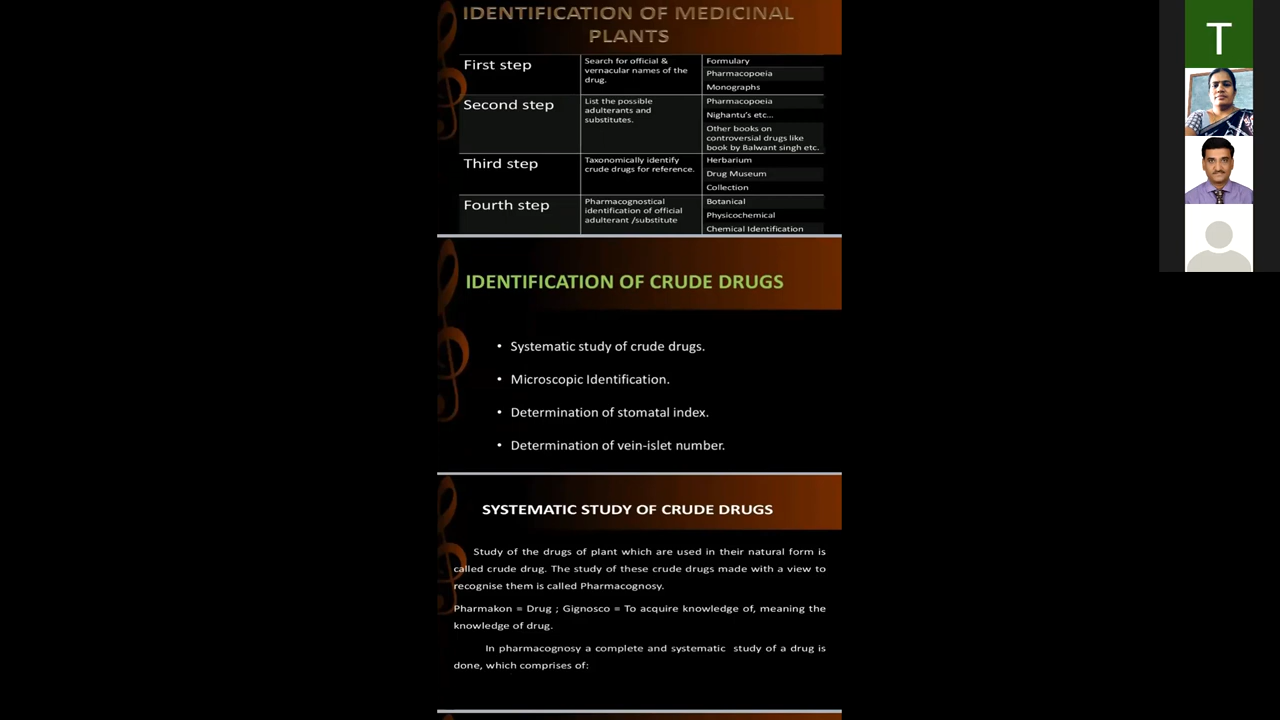 IDENTIFICATION OF MEDICINAL
PLANTS
First step
Search for official &
vernacular names of the
drug.
Formulary
Pharmacopoeia
Monographs
Second step
List the possible
adulterants and
substitutes.
Pharmacopoeia
Nighantu's etc...
Other books on
controversial drugs like
book by Balwant singh etc.
Third step
Taxonomically identify
crude drugs for reference.
Herbarium
Drug Museum
Collection
Fourth step
Pharmacognostical
identification of official
adulterant /substitute
Botanical
Physicochemical
Chemical Identification
IDENTIFICATION OF CRUDE DRUGS
• Systematic study of crude drugs.
• Microscopic Identification.
• Determination of stomatal index.
• Determination of vein-islet number.
SYSTEMATIC STUDY OF CRUDE DRUGS
Study of the drugs of plant which are used in their natural form is
called crude drug. The study of these crude drugs made with a view to
recognise them is called Pharmacognosy.
Pharmakon = Drug ; Gignosco = To acquire knowledge of, meaning the
knowledge of drug.
In pharmacognosy a complete and systematic study of a drug is
done, which comprises of:
T